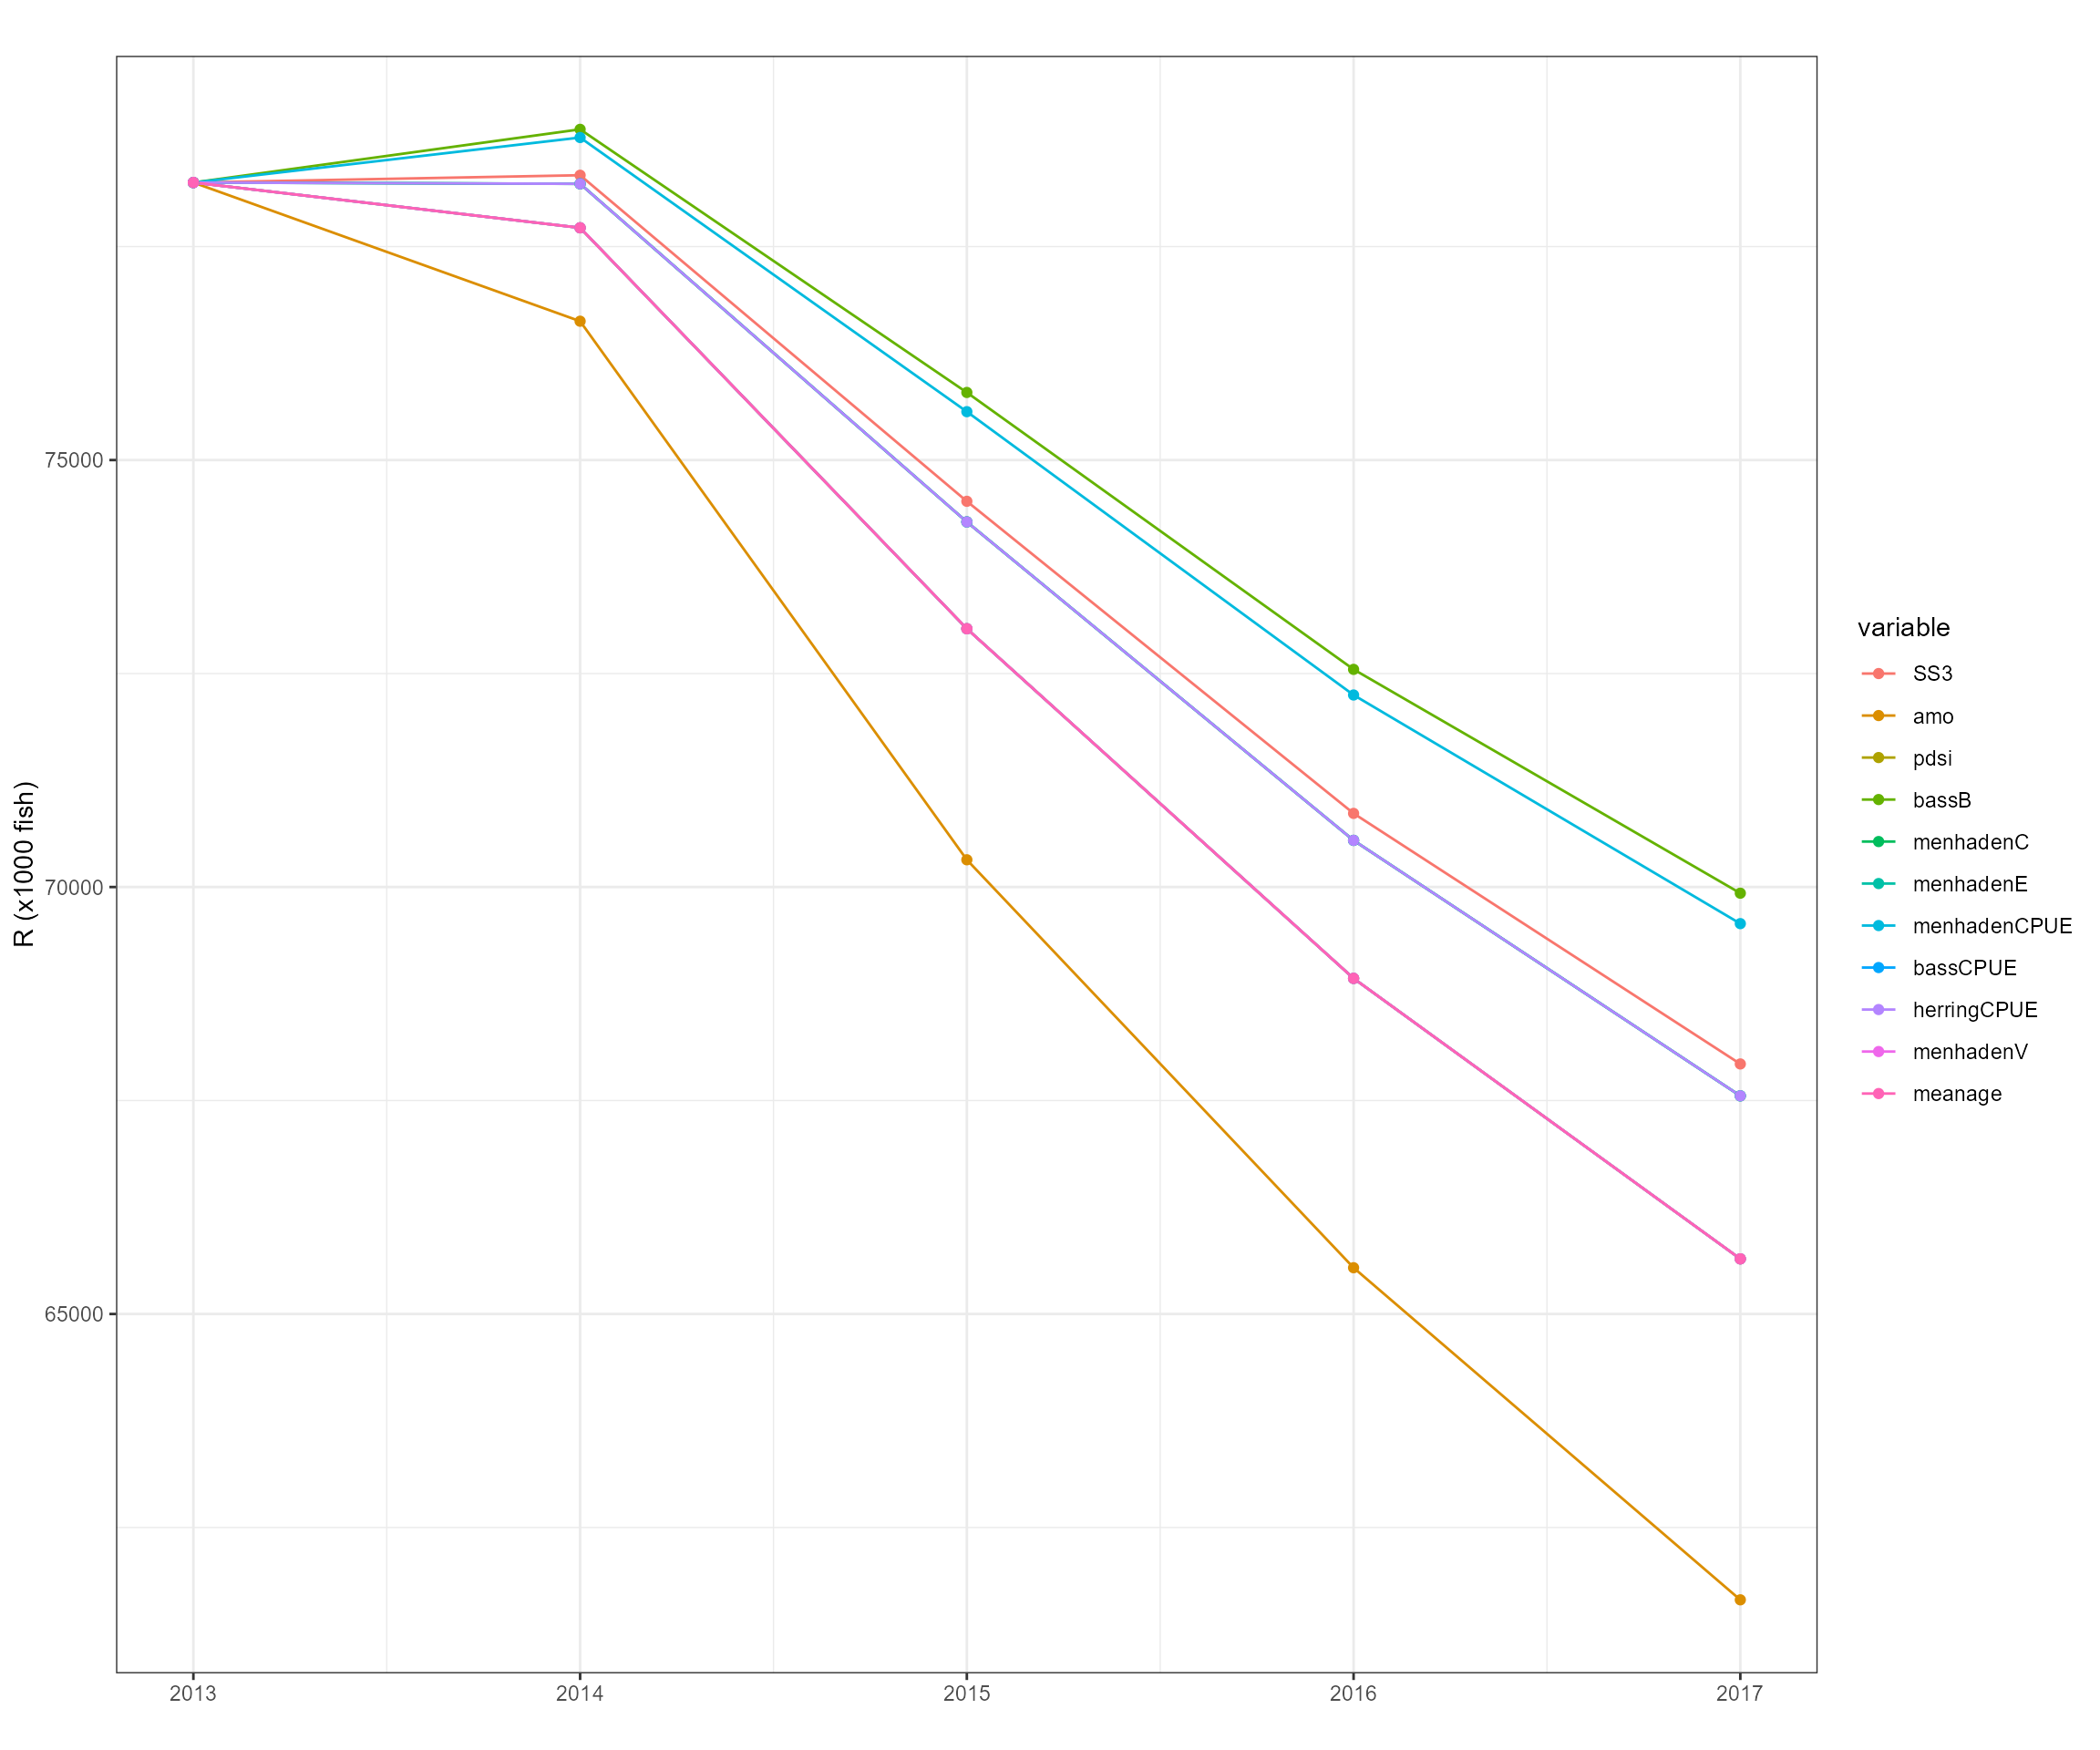 75000
70000
65000
R (x1000 fish)
2013 2014 2015 2016 2017
variable
SS3
amo
pdsi
bassB
menhadenC
menhadenE
menhadenCPUE
bassCPUE
herringCPUE
menhadenV
meanage